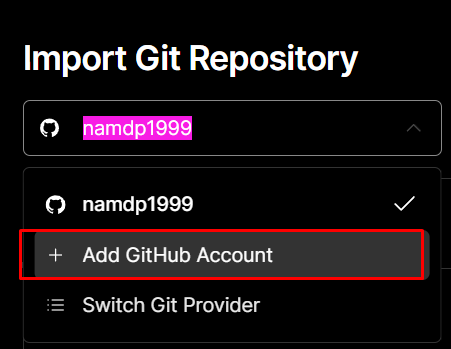 Import Git Repository
namdp1999
namdp1999
Add GitHub Account
Switch Git Provider